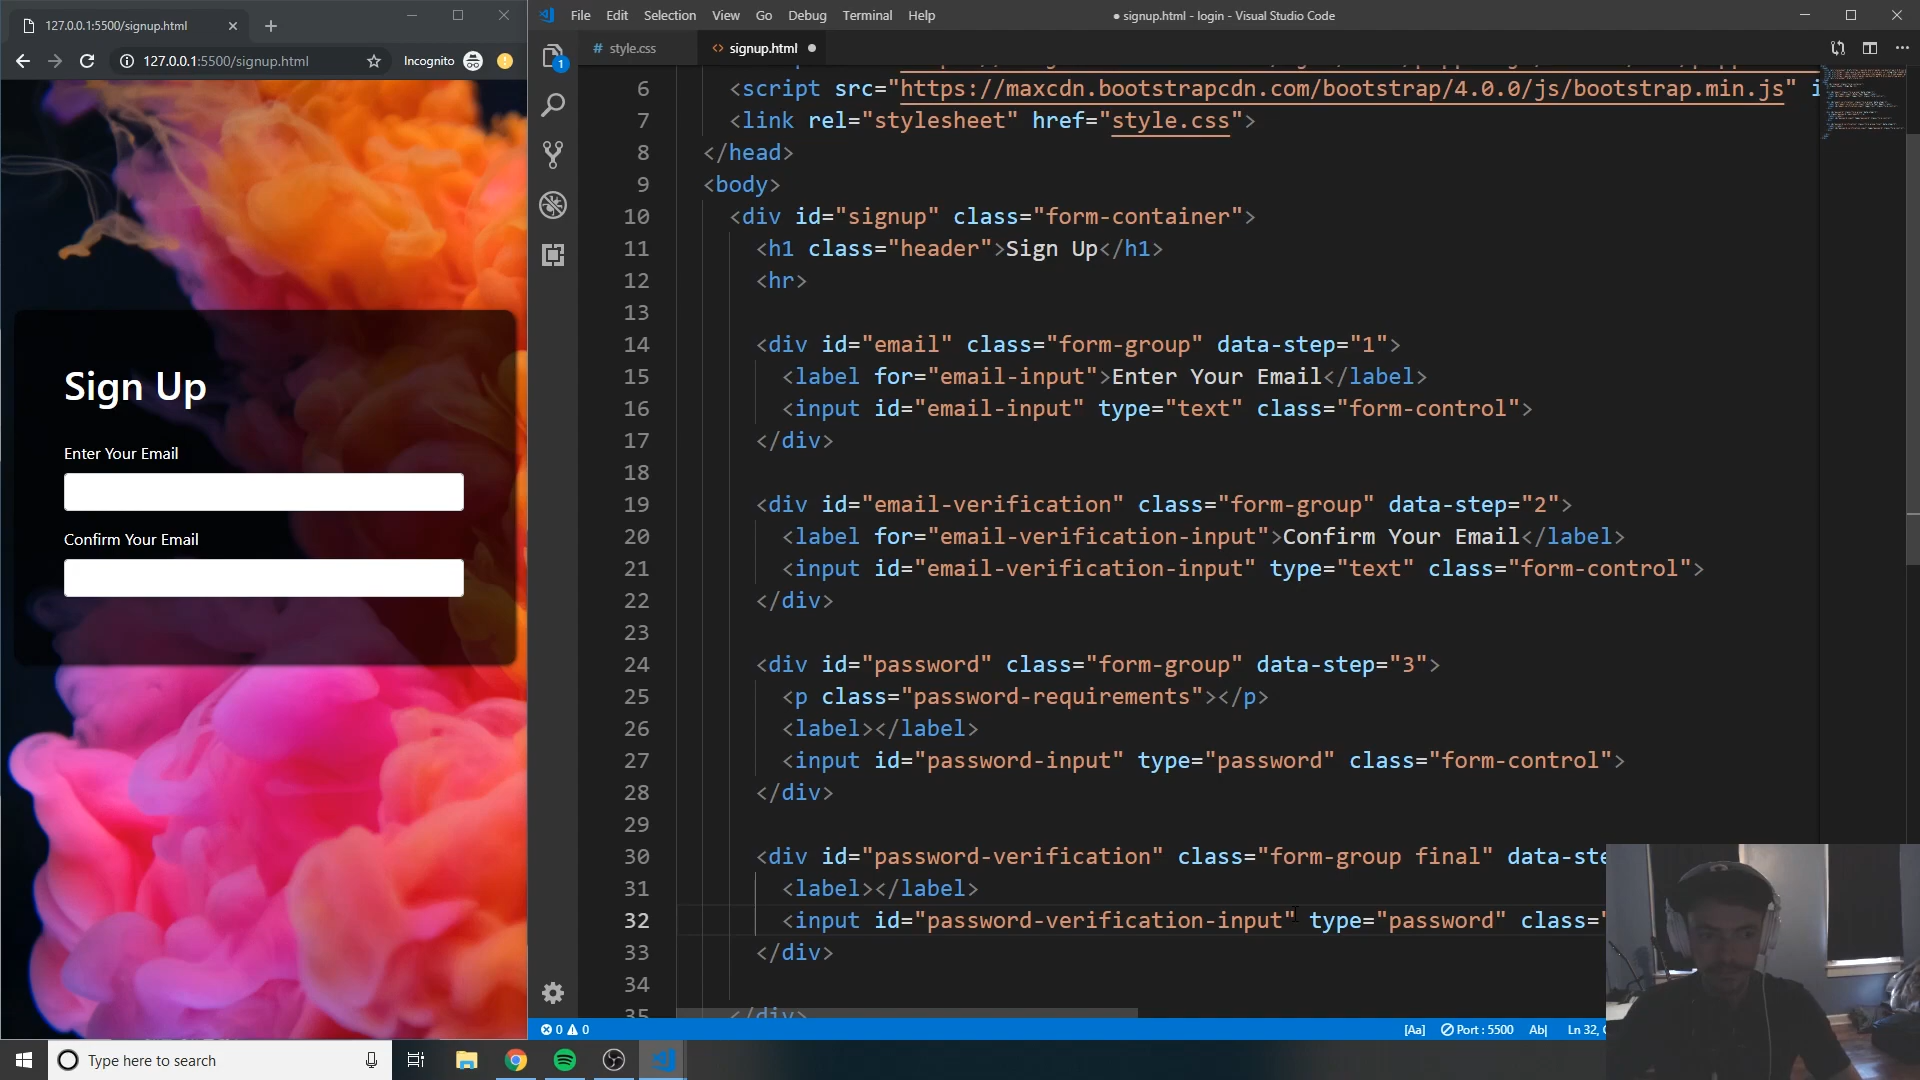 127.0.0.1:5500/signup.html
127.0.0.1:5500/signup.html
Incognito
Sign Up
Enter Your Email
Confirm Your Email
File Edit Selection View Go Debug Terminal Help
● signup.html - login - Visual Studio Code
# style.css
<> signup.html ●
1
6 <script src="https://maxcdn.bootstrapcdn.com/bootstrap/4.0.0/js/bootstrap.min.js" i
7 <link rel="stylesheet" href="style.css">
8 </head>
9 <body>
10 <div id="signup" class="form-container">
11 <h1 class="header">Sign Up</h1>
12 <hr>
13
14 <div id="email" class="form-group" data-step="1">
15 <label for="email-input">Enter Your Email</label>
16 <input id="email-input" type="text" class="form-control">
17 </div>
18
19 <div id="email-verification" class="form-group" data-step="2">
20 <label for="email-verification-input">Confirm Your Email</label>
21 <input id="email-verification-input" type="text" class="form-control">
22 </div>
23
24 <div id="password" class="form-group" data-step="3">
25 <p class="password-requirements"></p>
26 <label></label>
27 <input id="password-input" type="password" class="form-control">
28 </div>
29
30 <div id="password-verification" class="form-group final" data-ste
31 <label></label>
32 <input id="password-verification-input" type="password" class="
33 </div>
34
35 </div>
0 0
[Aa] Port : 5500 Ab| Ln 32,
Type here to search